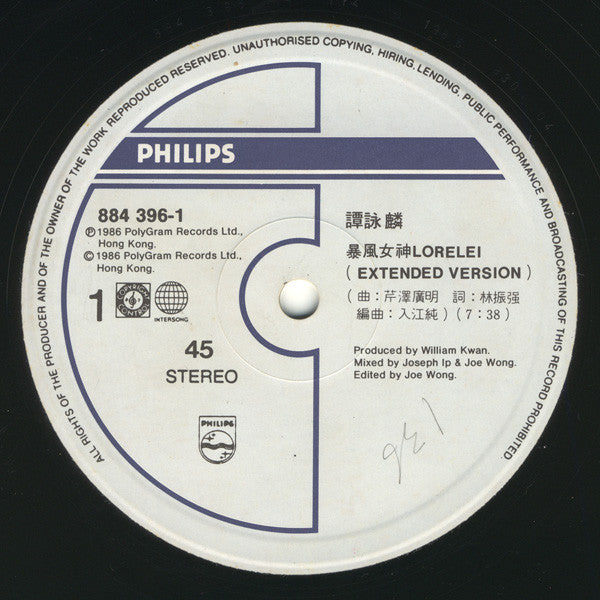 ALL RIGHTS OF THE PRODUCER AND OF THE OWNER OF THE WORK REPRODUCED RESERVED. UNAUTHORISED COPYING, HIRING, LENDING, PUBLIC PERFORMANCE AND BROADCASTING OF THIS RECORD PROHIBITED.
PHILIPS
884 396-1
Ⓟ1986 PolyGram Records Ltd.,
Hong Kong.
©1986 PolyGram Records Ltd.,
Hong Kong.
1
COPYRIGHT
CONTROL
INTERSONG
45
STEREO
PHILIPS
譚詠麟
暴風女神LORELEI
( EXTENDED VERSION )
( 曲 : 芹澤廣明 詞 : 林振强
編曲 : 入江純 ) ( 7 : 38 )
Produced by William Kwan.
Mixed by Joseph Ip & Joe Wong.
Edited by Joe Wong.